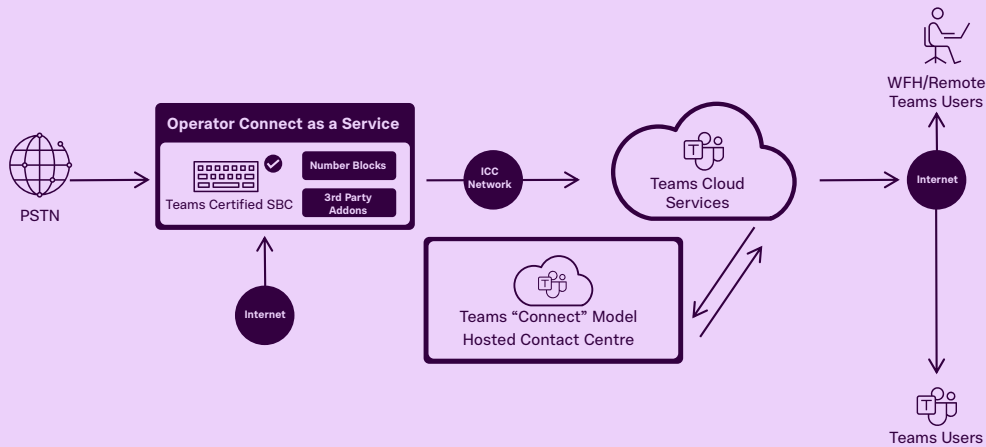 WFH/Remote
Teams Users
Operator Connect as a Service
Number Blocks
Teams Certified SBC
3rd Party
Addons
PSTN
ICC
Network
T
Teams Cloud
Services
Internet
Internet
T
Teams “Connect” Model
Hosted Contact Centre
T
Teams Users